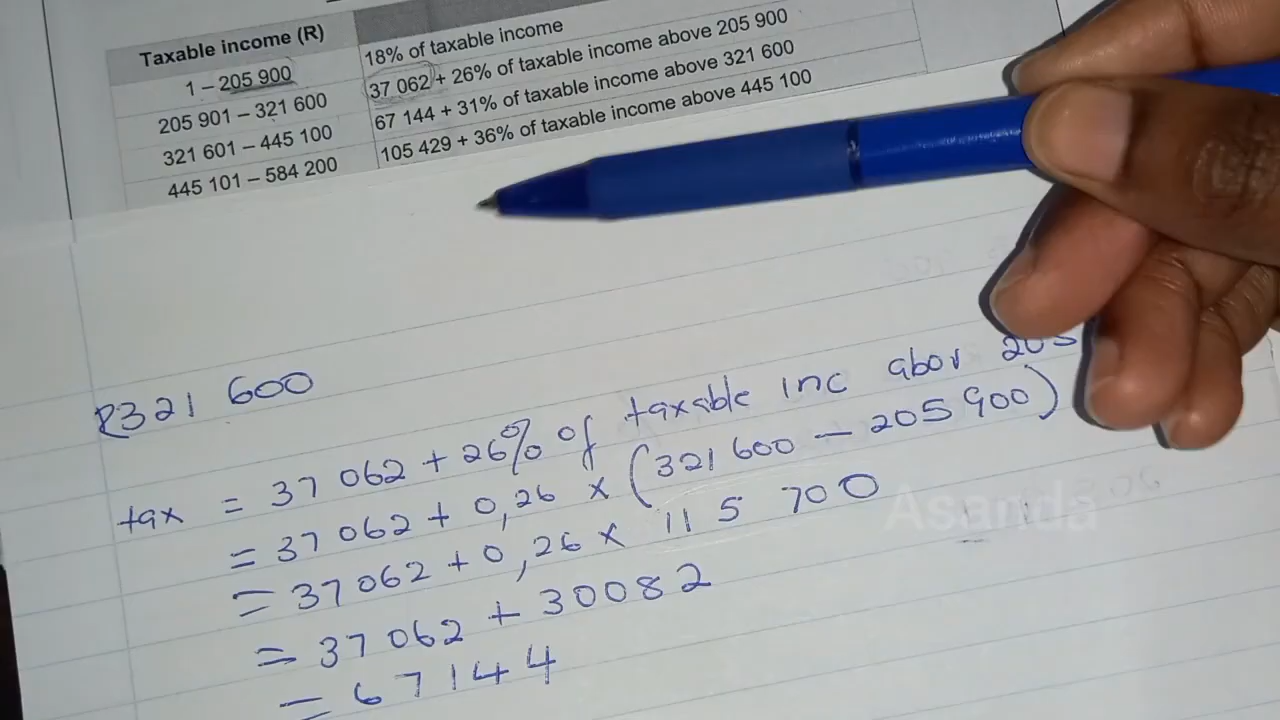 Taxable income (R)
1 – 205 900 18% of taxable income
205 901 – 321 600 37 062 + 26% of taxable income above 205 900
321 601 – 445 100 67 144 + 31% of taxable income above 321 600
445 101 – 584 200 105 429 + 36% of taxable income above 445 100
R321 600
tax = 37 062 + 26% of taxable inc abov
= 37 062 + 0,26 × (321 600 – 205 900)
= 37 062 + 0,26 × 115 700
= 37 062 + 30082
= 67144
Asanda